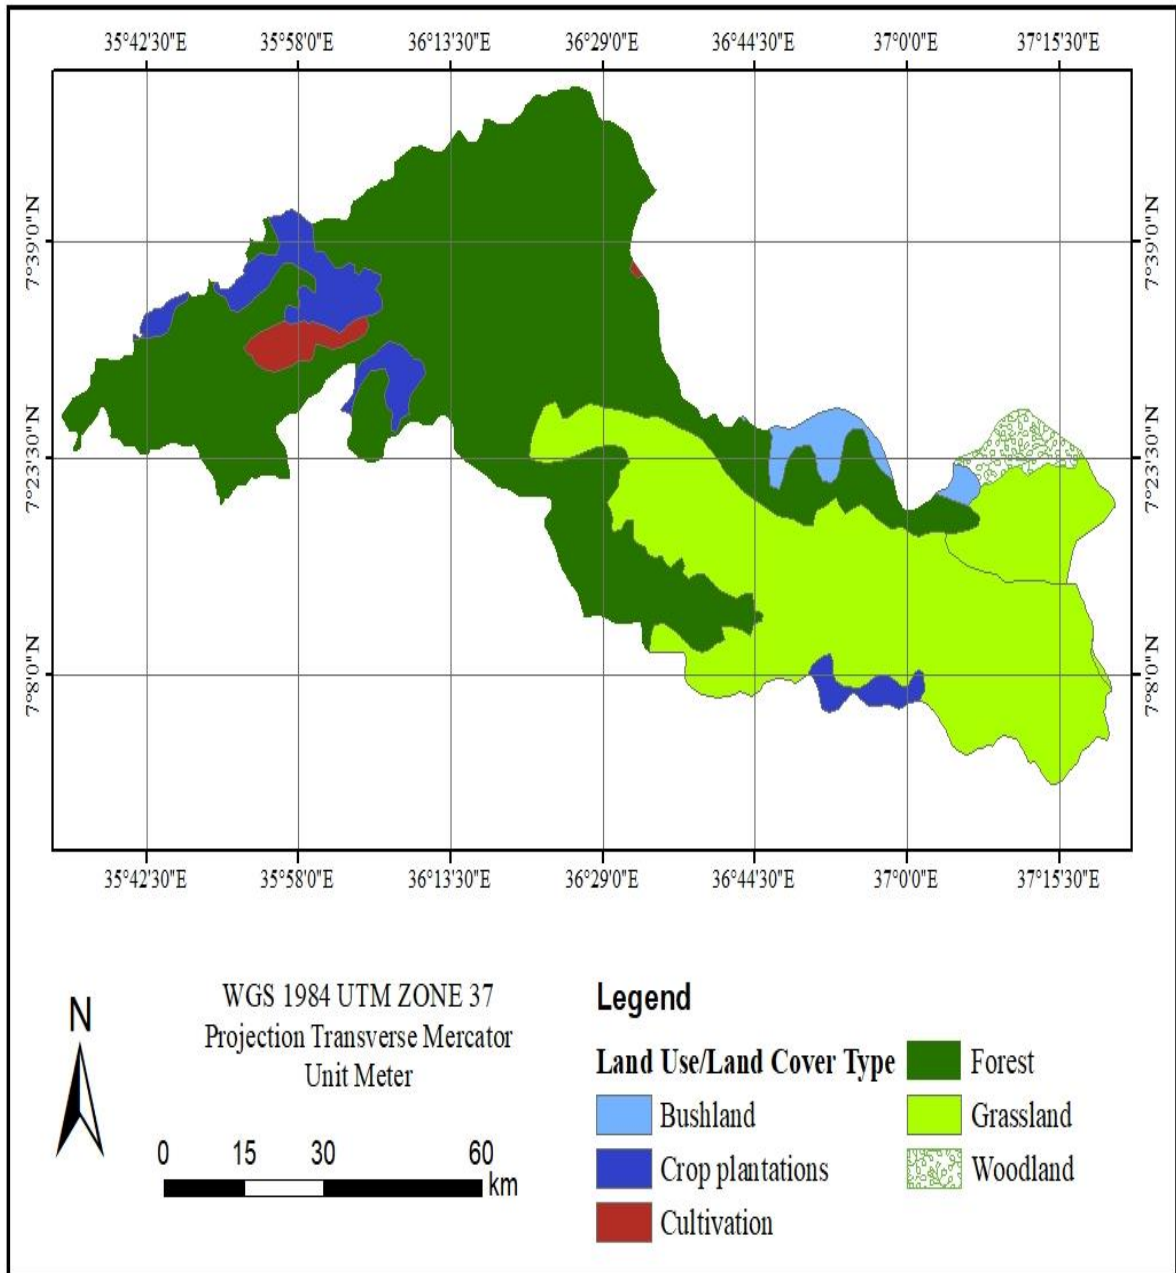 35°42'30"E 35°58'0"E 36°13'30"E 36°29'0"E 36°44'30"E 37°0'0"E 37°15'30"E
7°39'0"N 7°39'0"N
7°23'30"N 7°23'30"N
7°8'0"N 7°8'0"N
35°42'30"E 35°58'0"E 36°13'30"E 36°29'0"E 36°44'30"E 37°0'0"E 37°15'30"E
N
WGS 1984 UTM ZONE 37
Projection Transverse Mercator
Unit Meter
0 15 30 60
km
Legend
Land Use/Land Cover Type
Bushland
Crop plantations
Cultivation
Forest
Grassland
Woodland